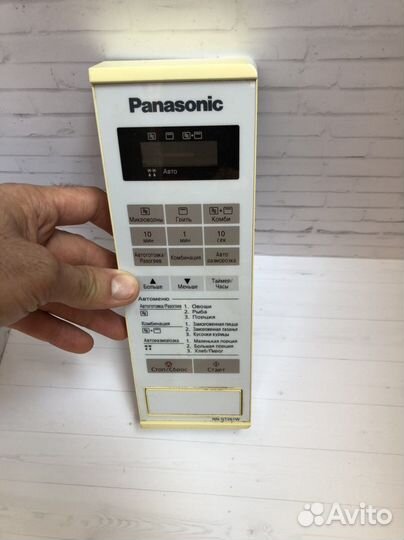 Panasonic
Авто
Микроволны Гриль Комби
10 мин 1 мин 10 сек
Автоготовка/Разогрев Комбинация Авто разморозка
Больше Меньше Таймер/Часы
Автоменю
Автоготовка/Разогрев 1. Овощи
2. Рыба
3. Порция
Комбинация 1. Замороженная пицца
2. Замороженная лазанья
3. Кусочки курицы
Авторазморозка 1. Маленькая порция
2. Большая порция
3. Хлеб/Пирог
Стоп/Сброс Старт
Avito